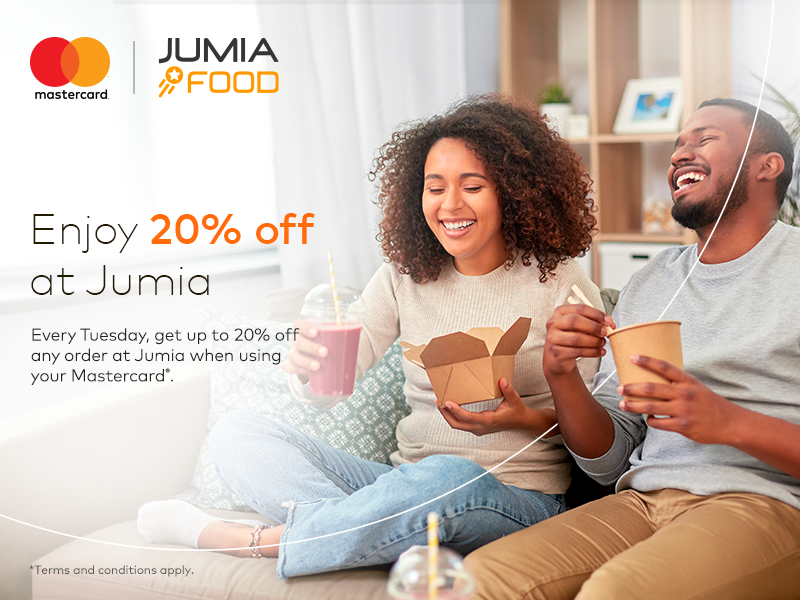 mastercard.
JUMIA
FOOD
Enjoy 20% off
at Jumia
Every Tuesday, get up to 20% off
any order at Jumia when using
your Mastercard*.
*Terms and conditions apply.